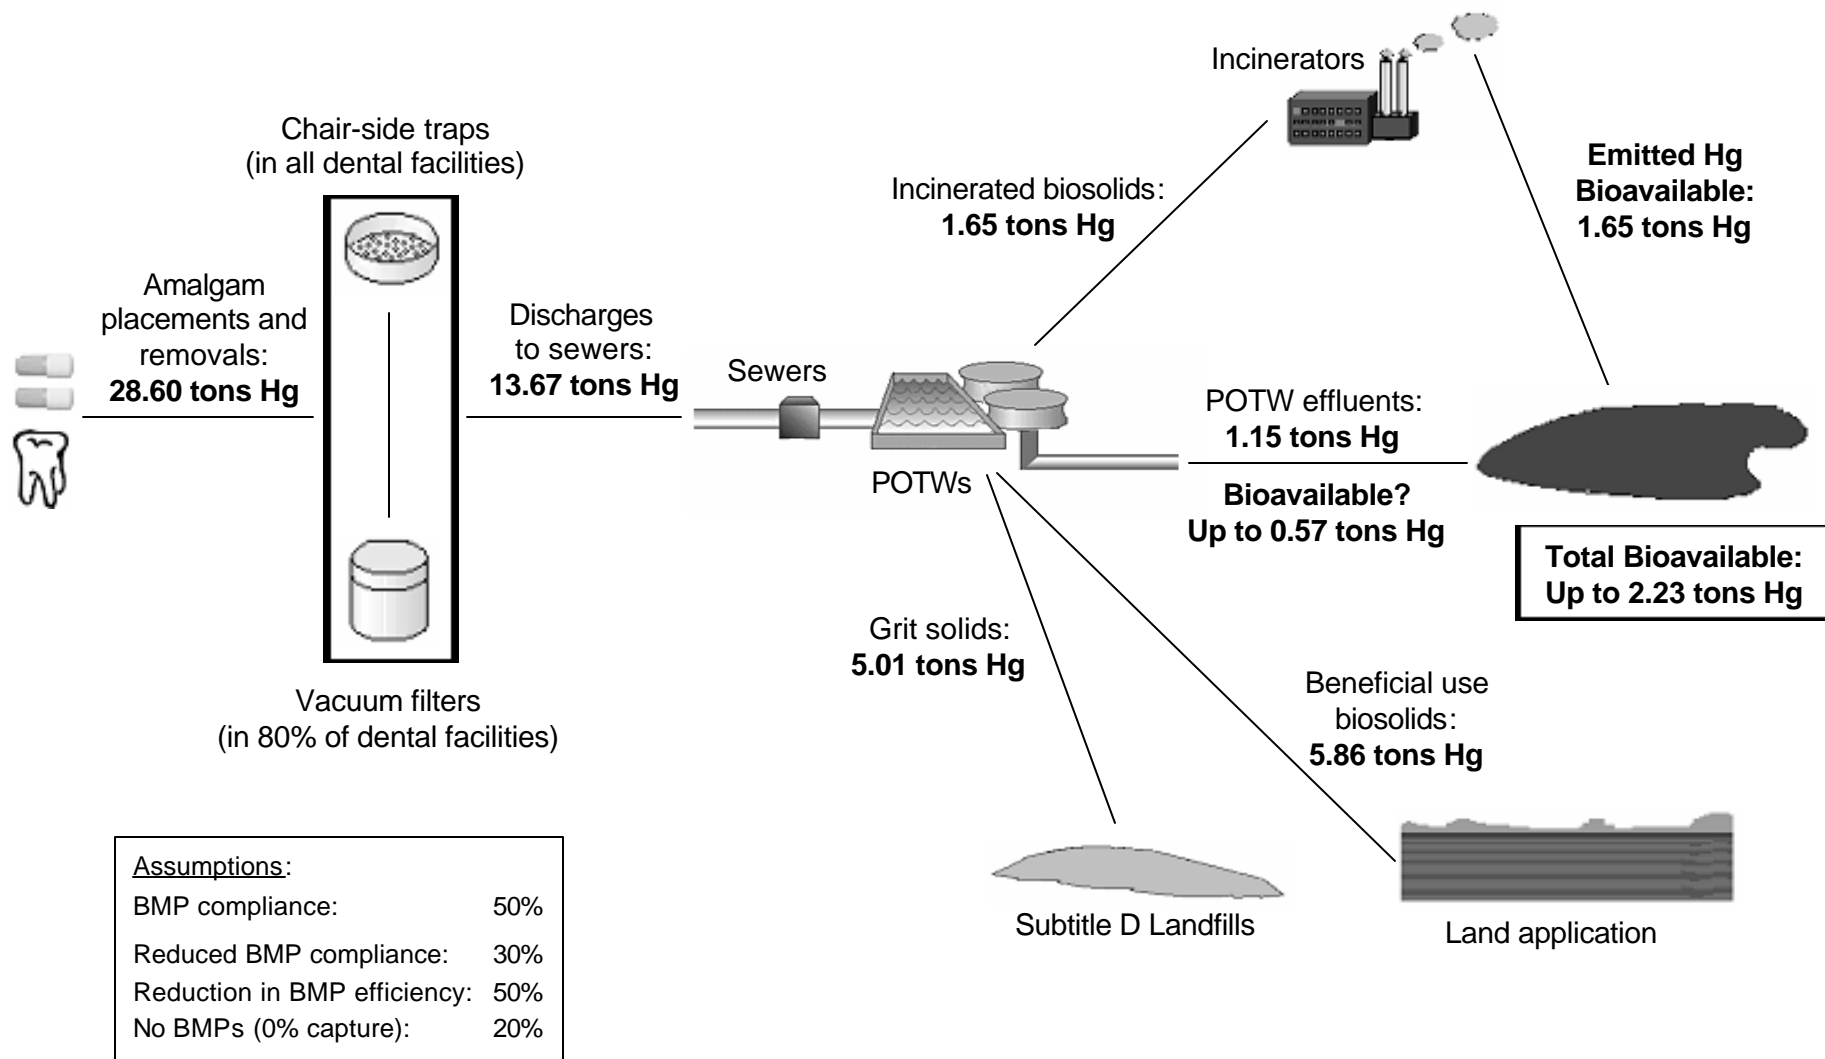 Incinerators
Chair-side traps
(in all dental facilities)
Emitted Hg
Bioavailable:
1.65 tons Hg
Incinerated biosolids:
1.65 tons Hg
Amalgam
placements and
removals:
28.60 tons Hg
Discharges
to sewers:
13.67 tons Hg
Sewers
POTWs
POTW effluents:
1.15 tons Hg
Bioavailable?
Up to 0.57 tons Hg
Total Bioavailable:
Up to 2.23 tons Hg
Grit solids:
5.01 tons Hg
Beneficial use
biosolids:
5.86 tons Hg
Vacuum filters
(in 80% of dental facilities)
Subtitle D Landfills
Land application
Assumptions:
BMP compliance: 50%
Reduced BMP compliance: 30%
Reduction in BMP efficiency: 50%
No BMPs (0% capture): 20%